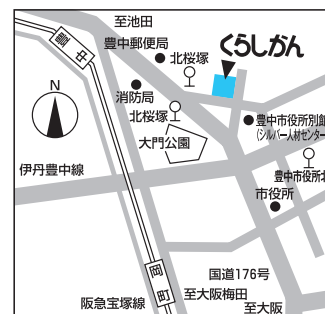 至池田
豊中郵便局
北桜塚
くらしかん
豊中
N
消防局
北桜塚
大門公園
豊中市役所別館
(シルバー人材センター
伊丹豊中線
豊中市役所北
市役所
岡町
国道176号
至大阪梅田
阪急宝塚線
至大阪